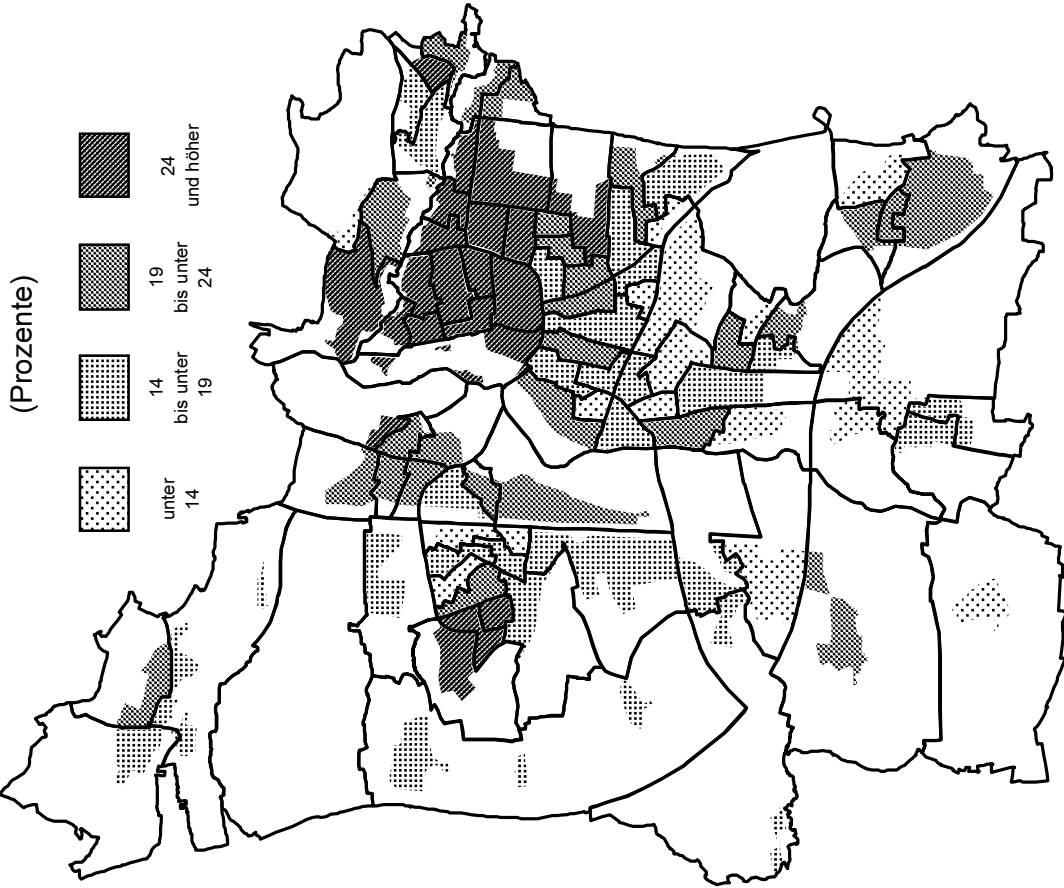 (Prozente)
unter
14
14
bis unter
19
19
bis unter
24
24
und höher